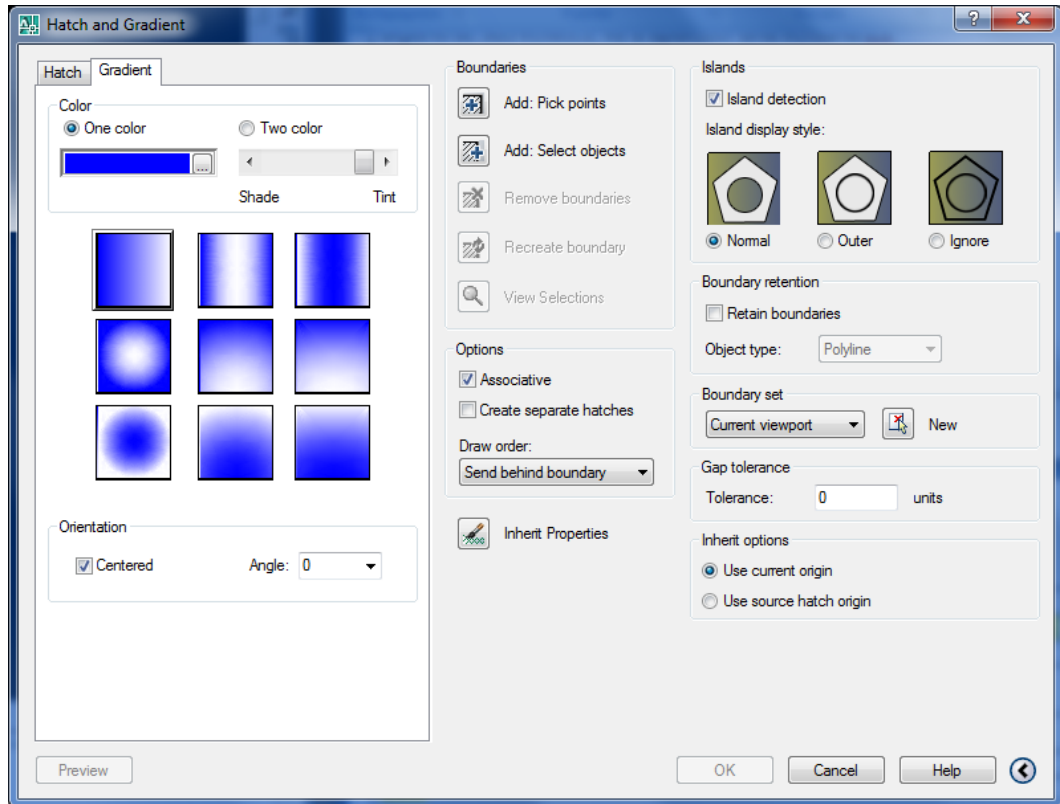 Hatch and Gradient
Hatch
Gradient
Color
One color
Two color
...
Shade
Tint
Orientation
Centered
Angle:
0
Boundaries
Add: Pick points
Add: Select objects
Remove boundaries
Recreate boundary
View Selections
Options
Associative
Create separate hatches
Draw order:
Send behind boundary
Inherit Properties
Islands
Island detection
Island display style:
Normal
Outer
Ignore
Boundary retention
Retain boundaries
Object type:
Polyline
Boundary set
Current viewport
New
Gap tolerance
Tolerance:
0
units
Inherit options
Use current origin
Use source hatch origin
Preview
OK
Cancel
Help